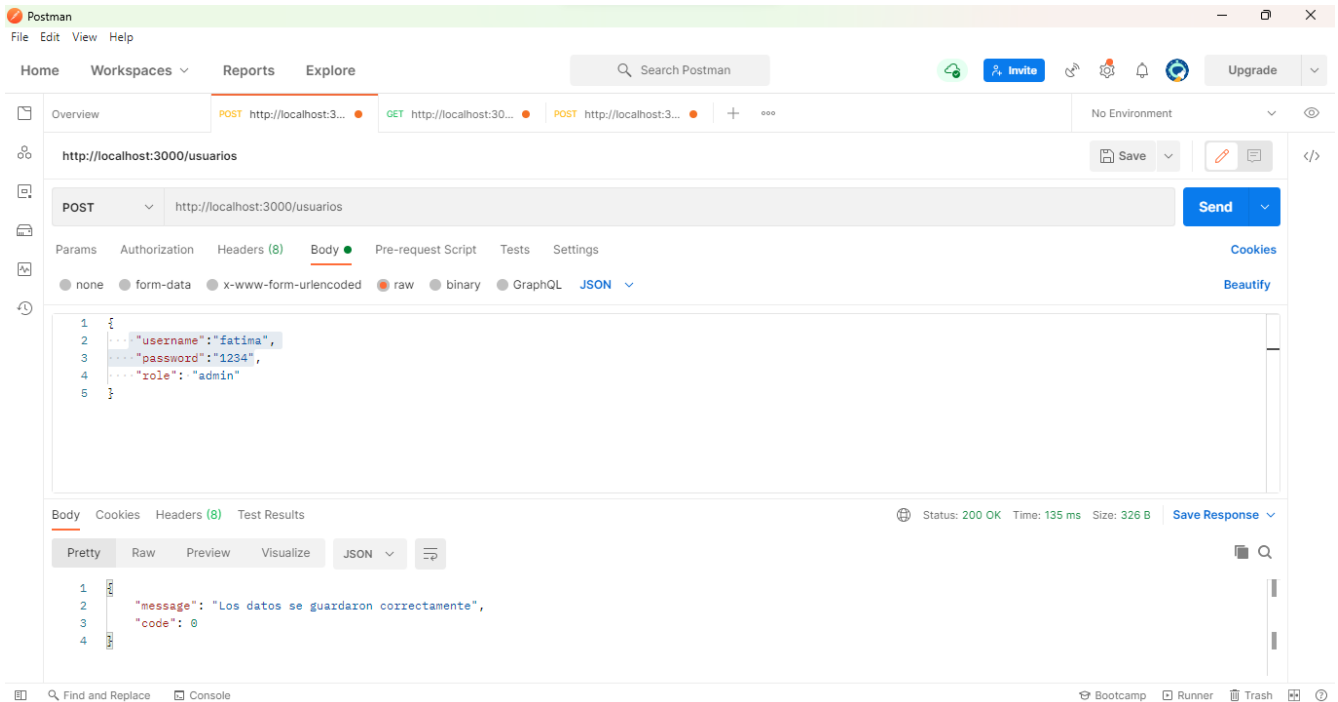 Postman
File Edit View Help
Home Workspaces Reports Explore Search Postman Invite Upgrade
Overview POST http://localhost:3... GET http://localhost:30... POST http://localhost:3... No Environment
http://localhost:3000/usuarios Save
POST http://localhost:3000/usuarios Send
Params Authorization Headers (8) Body Pre-request Script Tests Settings Cookies
none form-data x-www-form-urlencoded raw binary GraphQL JSON Beautify
1 {
2 "username":"fatima",
3 "password":"1234",
4 "role": "admin"
5 }
Body Cookies Headers (8) Test Results Status: 200 OK Time: 135 ms Size: 326 B Save Response
Pretty Raw Preview Visualize JSON
1 {
2 "message": "Los datos se guardaron correctamente",
3 "code": 0
4 }
Find and Replace Console Bootcamp Runner Trash